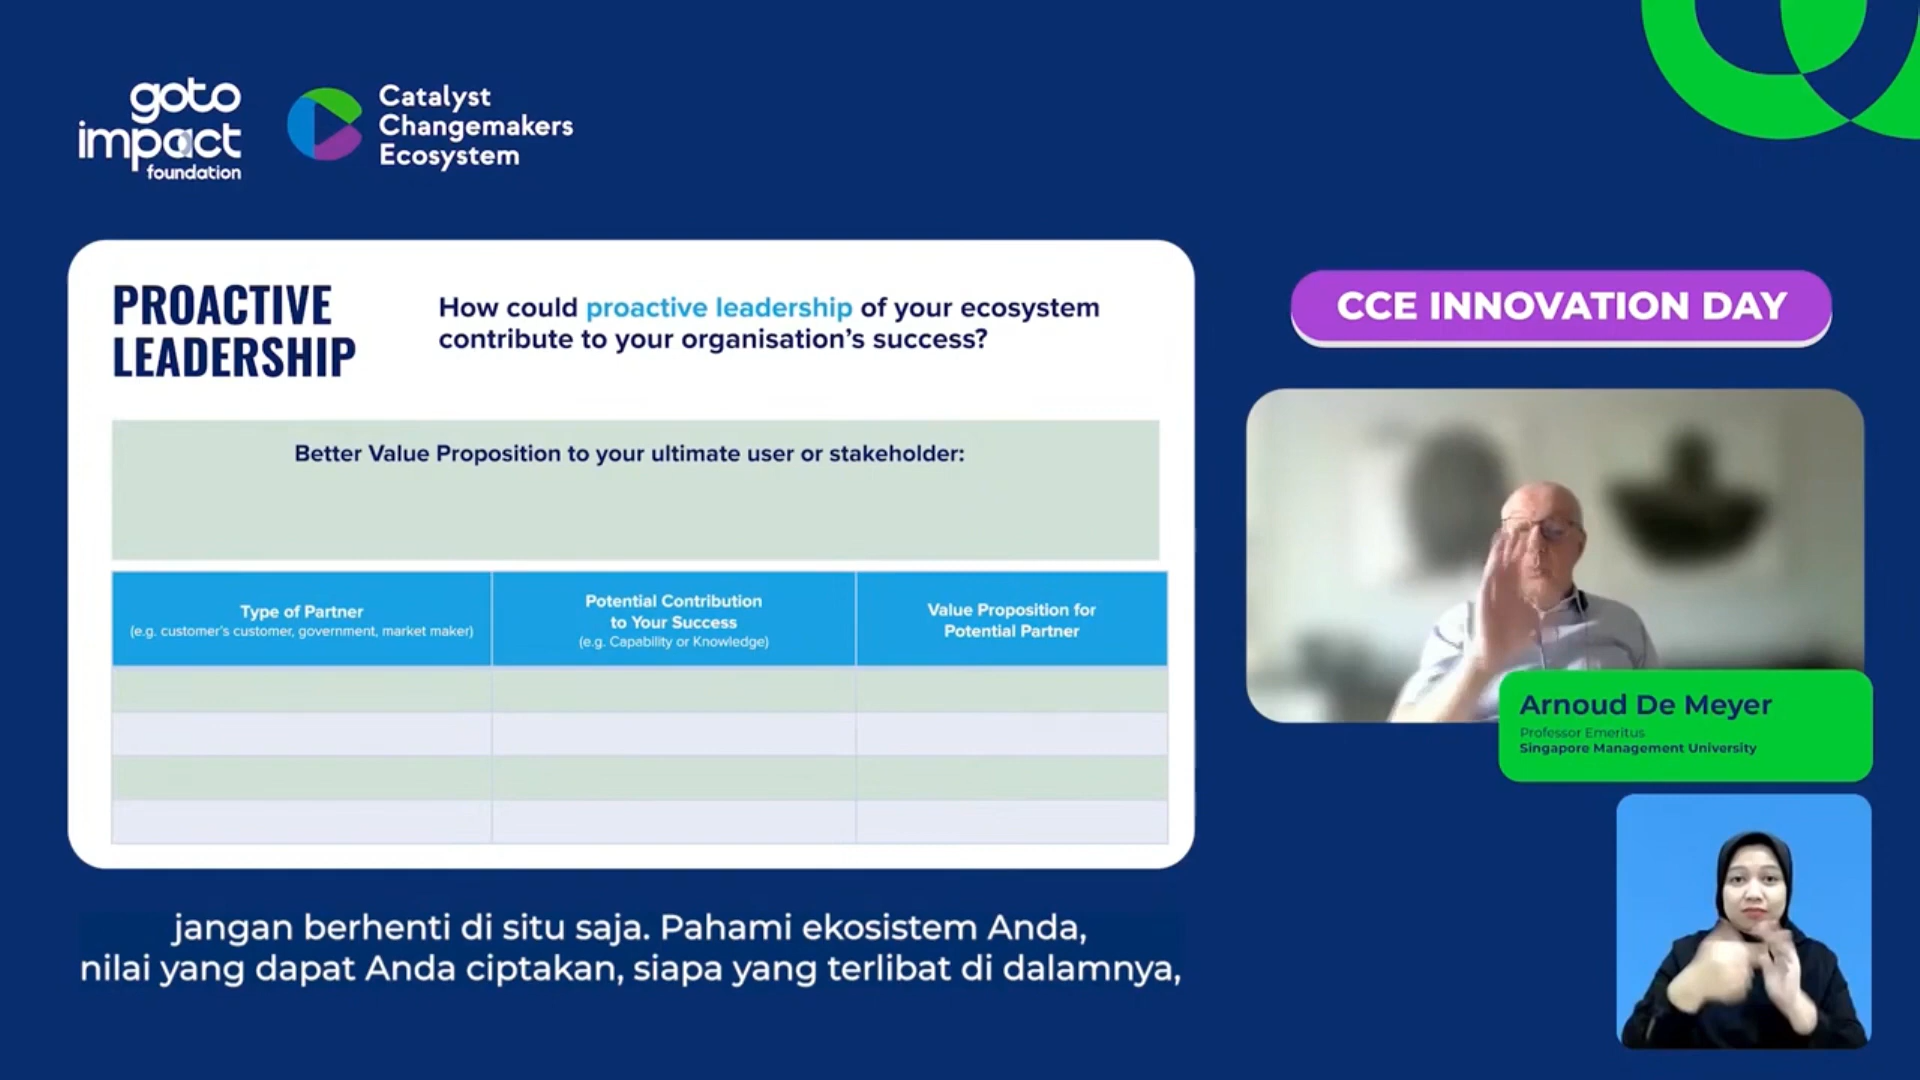 goto
impact
foundation
Catalyst
Changemakers
Ecosystem
PROACTIVE
LEADERSHIP
How could proactive leadership of your ecosystem
contribute to your organisation's success?
Better Value Proposition to your ultimate user or stakeholder:
Type of Partner
(e.g. customer's customer, government, market maker)
Potential Contribution
to Your Success
(e.g. Capability or Knowledge)
Value Proposition for
Potential Partner
CCE INNOVATION DAY
Arnoud De Meyer
Professor Emeritus
Singapore Management University
jangan berhenti di situ saja. Pahami ekosistem Anda,
nilai yang dapat Anda ciptakan, siapa yang terlibat di dalamnya,